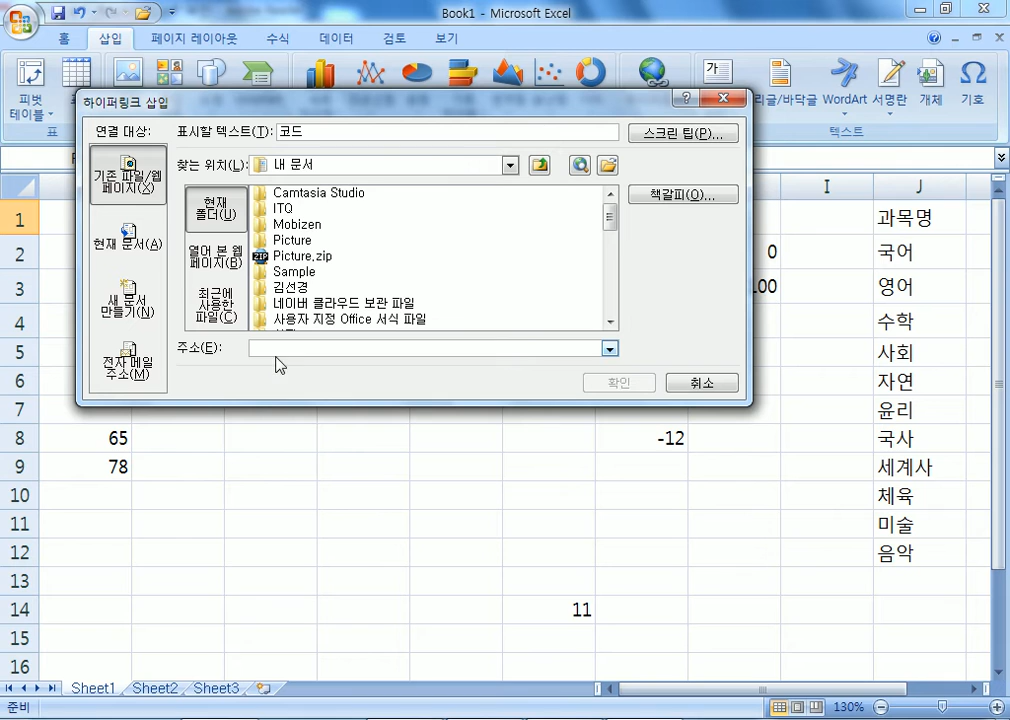 Book1 - Microsoft Excel
홈 삽입 페이지 레이아웃 수식 데이터 검토 보기
피벗
테이블
표
가
리글/바닥글 WordArt 서명란 개체 기호
텍스트
하이퍼링크 삽입
연결 대상: 표시할 텍스트(T): 코드 스크린 팁(P)...
기존 파일/웹
페이지(X)
현재 문서(A)
새 문서
만들기(N)
전자 메일
주소(M)
찾는 위치(L): 내 문서
현재
폴더(U)
열어 본 웹
페이지(B)
최근에
사용한
파일(C)
Camtasia Studio
ITQ
Mobizen
Picture
Picture.zip
Sample
김선경
네이버 클라우드 보관 파일
사용자 지정 Office 서식 파일
책갈피(O)...
주소(E):
확인 취소
I J
1 과목명
2 0 국어
3 100 영어
4 수학
5 사회
6 자연
7 윤리
8 65 -12 국사
9 78 세계사
10 체육
11 미술
12 음악
13
14 11
15
16
Sheet1 Sheet2 Sheet3
준비 130%